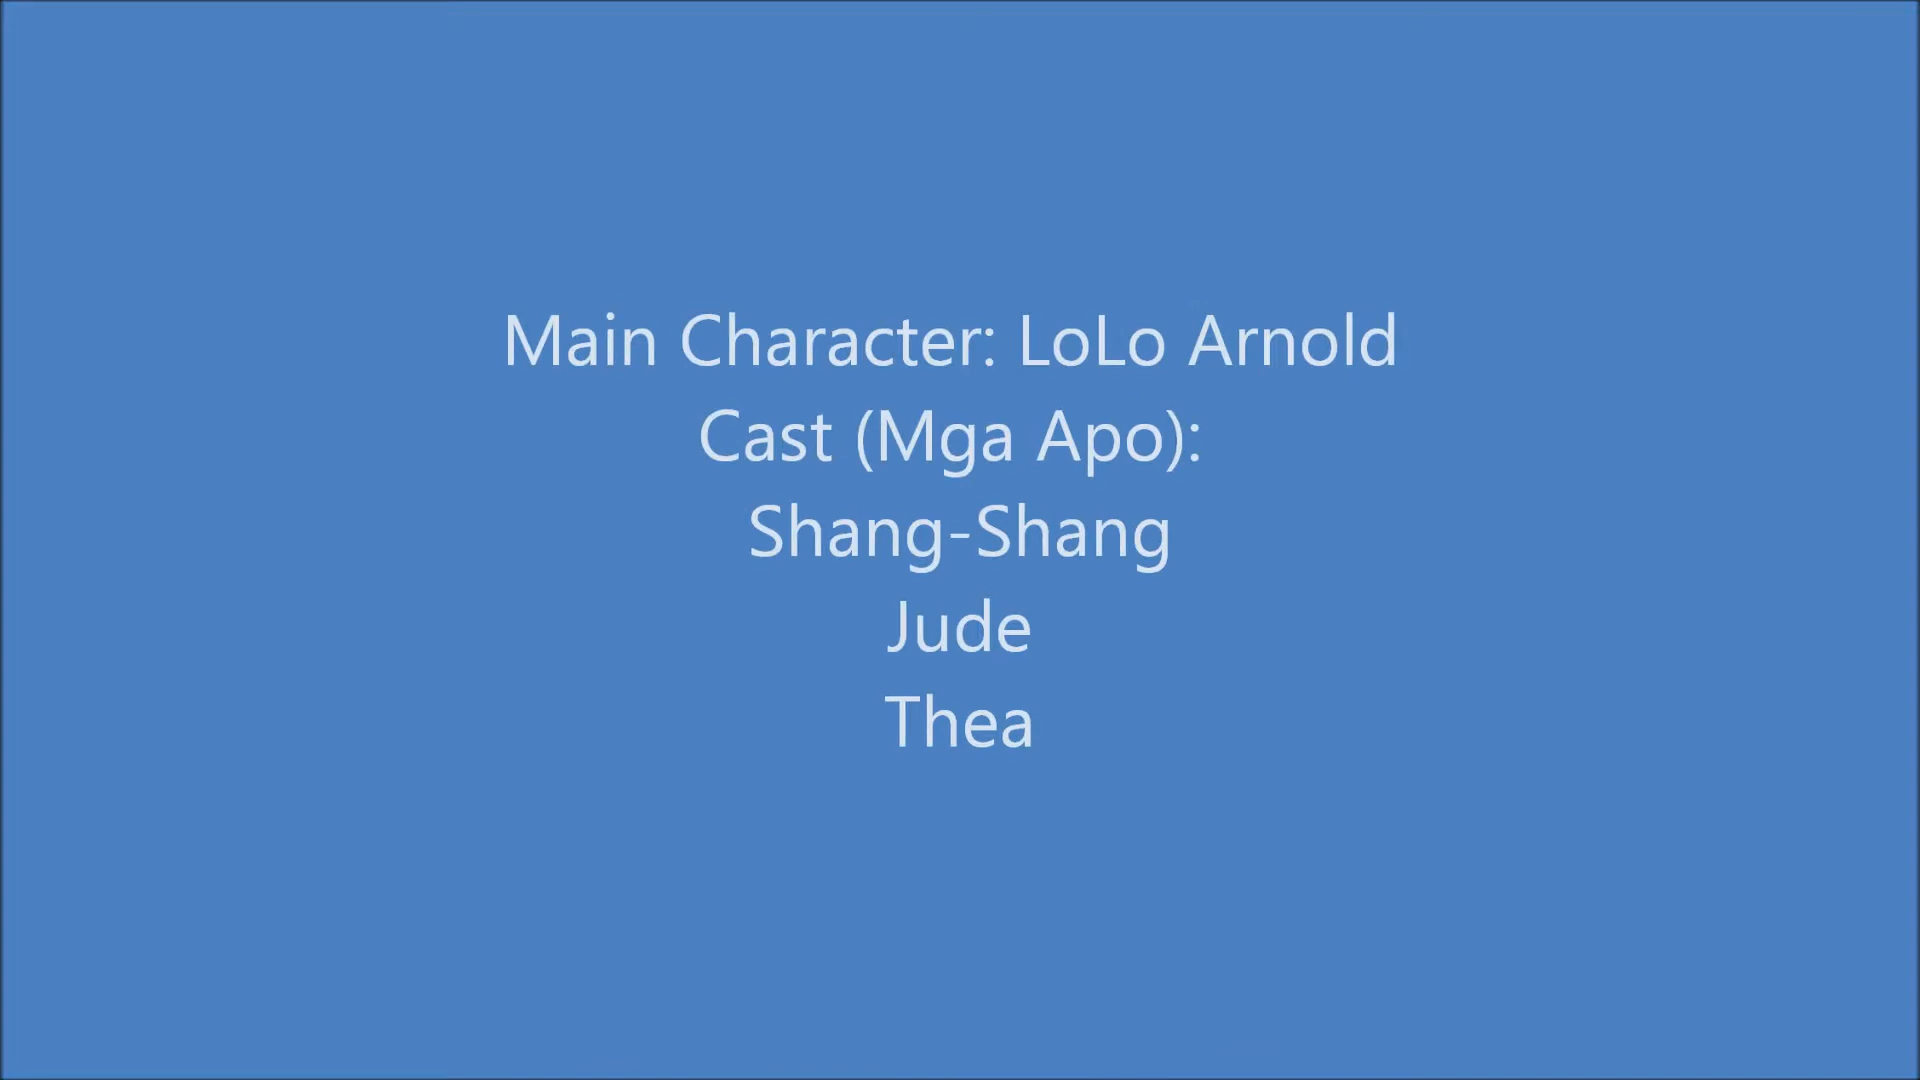 Main Character: LoLo Arnold
Cast (Mga Apo):
Shang-Shang
Jude
Thea